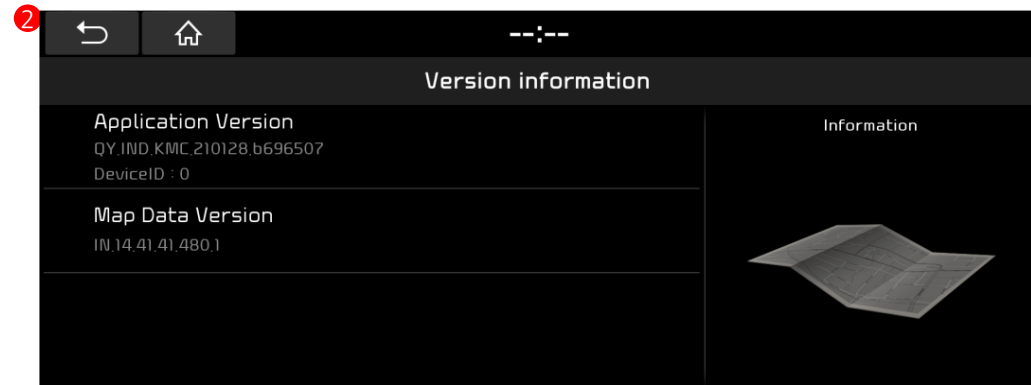 2
--:--
Version information
Application Version
QY.IND.KMC.210128.b696507
DeviceID : 0
Map Data Version
IN.14.41.41.480.1
Information